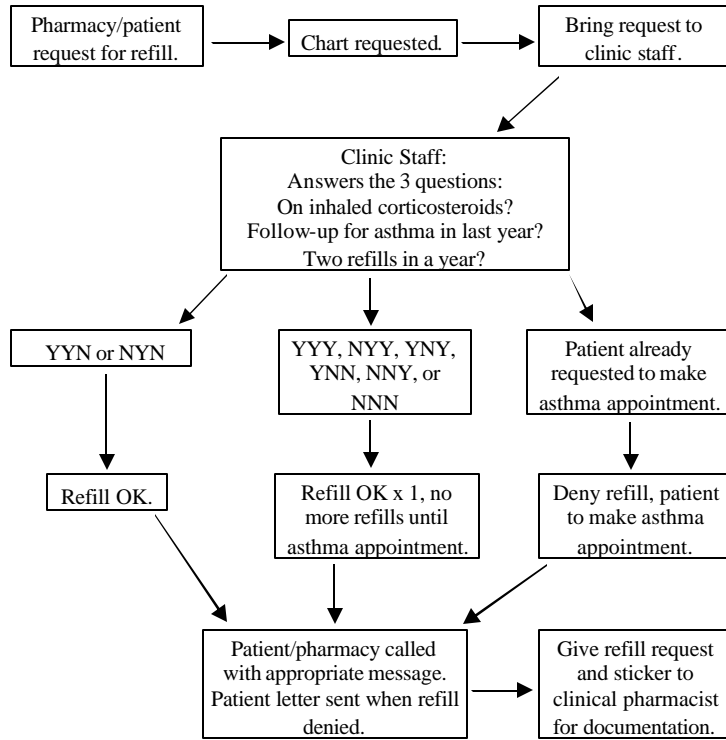 Pharmacy/patient
request for refill.
Chart requested.
Bring request to
clinic staff.
Clinic Staff:
Answers the 3 questions:
On inhaled corticosteroids?
Follow-up for asthma in last year?
Two refills in a year?
YYN or NYN
YYY, NYY, YNY,
YNN, NNY, or
NNN
Patient already
requested to make
asthma appointment.
Refill OK.
Refill OK x 1, no
more refills until
asthma appointment.
Deny refill, patient
to make asthma
appointment.
Patient/pharmacy called
with appropriate message.
Patient letter sent when refill
denied.
Give refill request
and sticker to
clinical pharmacist
for documentation.